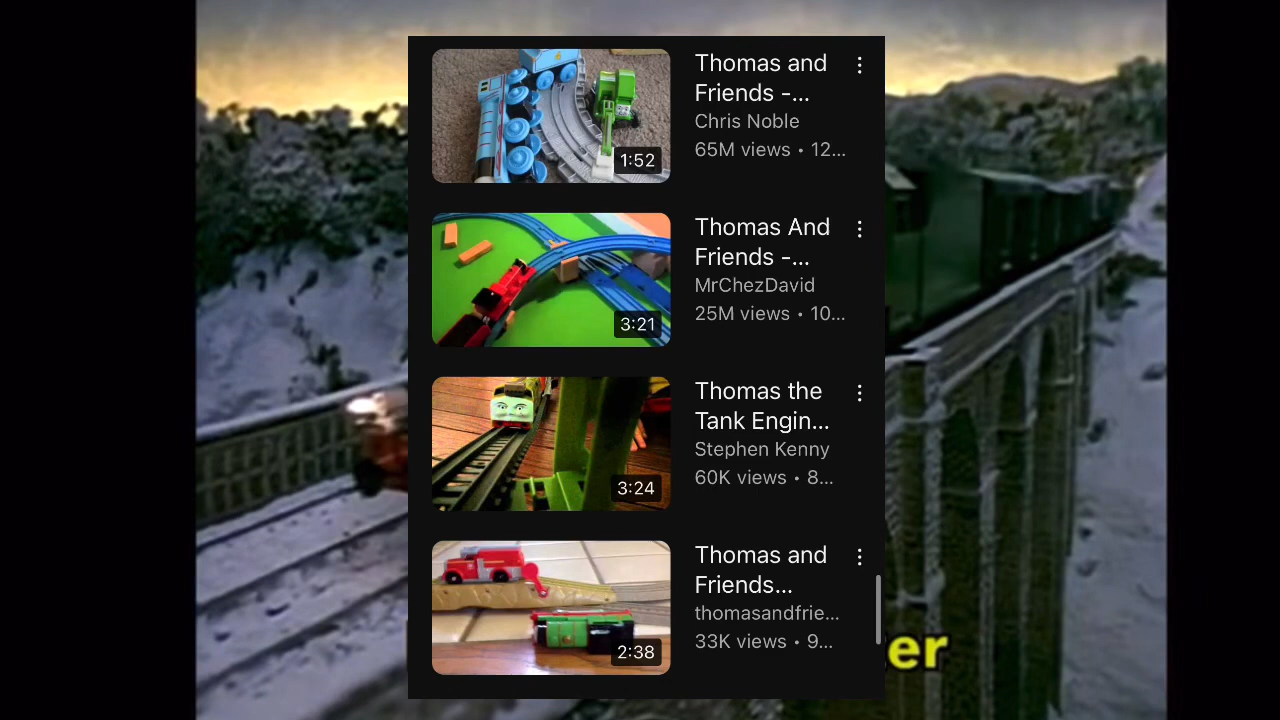 Thomas and
Friends -...
Chris Noble
65M views • 12...
1:52
Thomas And
Friends -...
MrChezDavid
25M views • 10...
3:21
Thomas the
Tank Engin...
Stephen Kenny
60K views • 8...
3:24
Thomas and
Friends...
thomasandfrie...
33K views • 9...
2:38
er